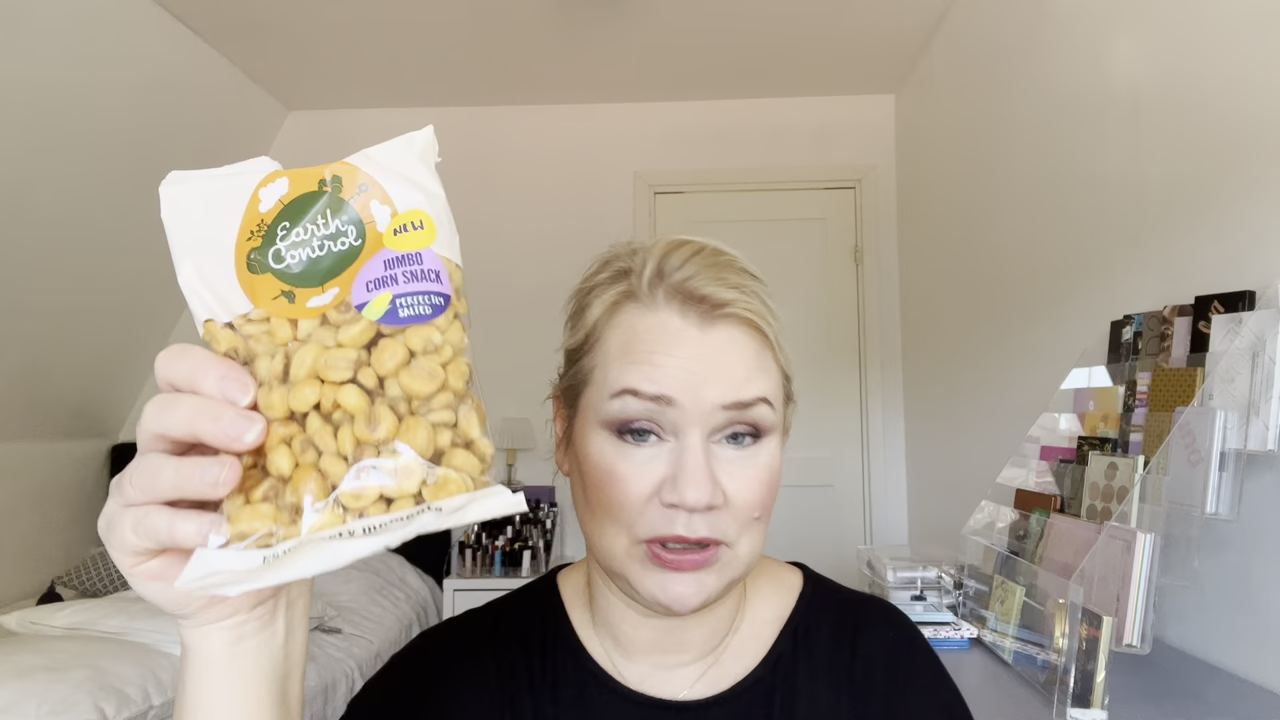 Earth
Control
NEW
JUMBO
CORN SNACK
PERFECTLY
SALTED